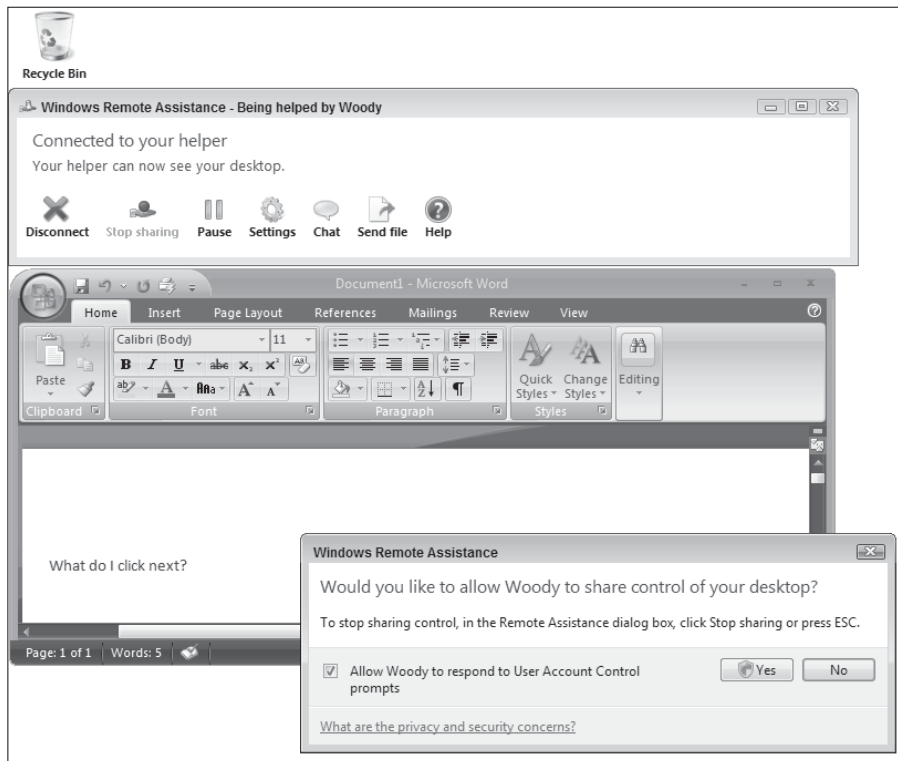 Recycle Bin
Windows Remote Assistance - Being helped by Woody
Connected to your helper
Your helper can now see your desktop.
Disconnect Stop sharing Pause Settings Chat Send file Help
Document1 - Microsoft Word
Home Insert Page Layout References Mailings Review View
Calibri (Body) 11
B I U abe X₂ X²
Paste
ab A Aa A A
A Z
Quick Styles
Change Styles
Editing
Clipboard Font Paragraph Styles
What do I click next?
Page: 1 of 1 Words: 5
Windows Remote Assistance
Would you like to allow Woody to share control of your desktop?
To stop sharing control, in the Remote Assistance dialog box, click Stop sharing or press ESC.
Allow Woody to respond to User Account Control
prompts
Yes No
What are the privacy and security concerns?